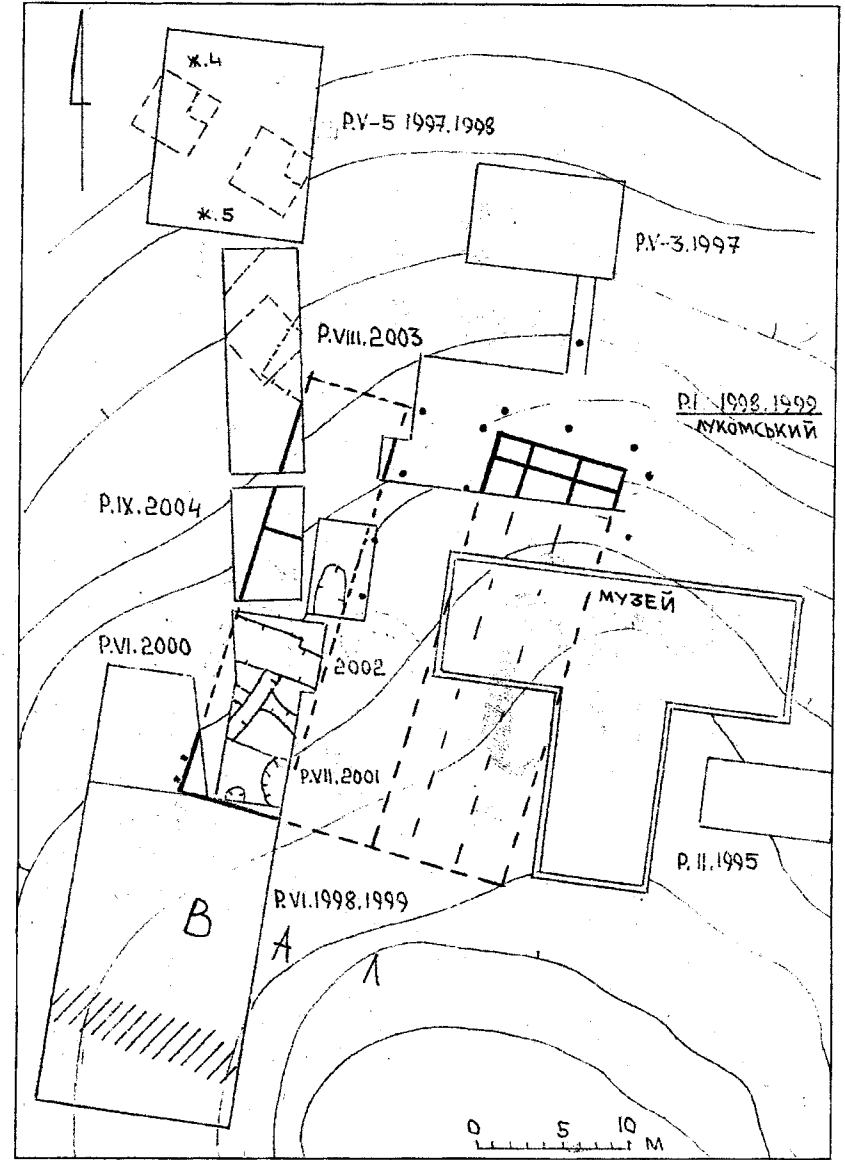 ж.4
Р.V-5 1997.1998
ж.5
Р.V-3.1997
Р.VIII.2003
Р.I 1998.1999
ЛУКОМСЬКИЙ
Р.IX.2004
МУЗЕЙ
Р.VI.2000
2002
Р.VII.2001
Р.II.1995
Р.VI.1998.1999
В
А
Л
0 5 10 М